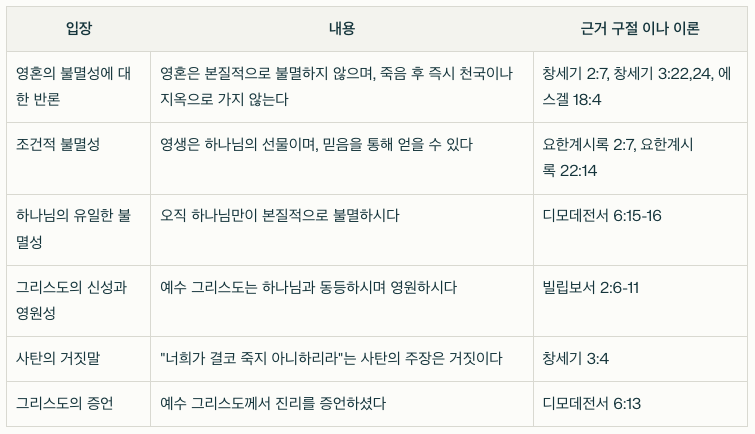 입장 내용 근거 구절 이나 이론
영혼의 불멸성에 대 영혼은 본질적으로 불멸하지 않으며, 죽음 후 즉시 천국이나 창세기 2:7, 창세기 3:22,24, 에
한 반론 지옥으로 가지 않는다 스겔 18:4
조건적 불멸성 영생은 하나님의 선물이며, 믿음을 통해 얻을 수 있다 요한계시록 2:7, 요한계시
록 22:14
하나님의 유일한 불 오직 하나님만이 본질적으로 불멸하시다 디모데전서 6:15-16
멸성
그리스도의 신성과 예수 그리스도는 하나님과 동등하시며 영원하시다 빌립보서 2:6-11
영원성
사탄의 거짓말 "너희가 결코 죽지 아니하리라"는 사탄의 주장은 거짓이다 창세기 3:4
그리스도의 증언 예수 그리스도께서 진리를 증언하셨다 디모데전서 6:13